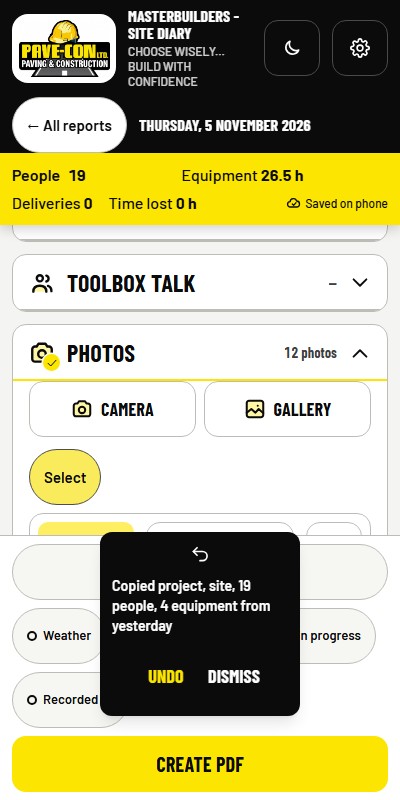 PAVE-CON LTD.
PAVING & CONSTRUCTION
MASTERBUILDERS -
SITE DIARY
CHOOSE WISELY...
BUILD WITH
CONFIDENCE
← All reports
THURSDAY, 5 NOVEMBER 2026
People 19
Equipment 26.5 h
Deliveries 0 Time lost 0 h
Saved on phone
TOOLBOX TALK
–
PHOTOS
12 photos
CAMERA
GALLERY
Select
Copied project, site, 19
people, 4 equipment from
yesterday
UNDO DISMISS
Weather
n progress
Recorded
CREATE PDF